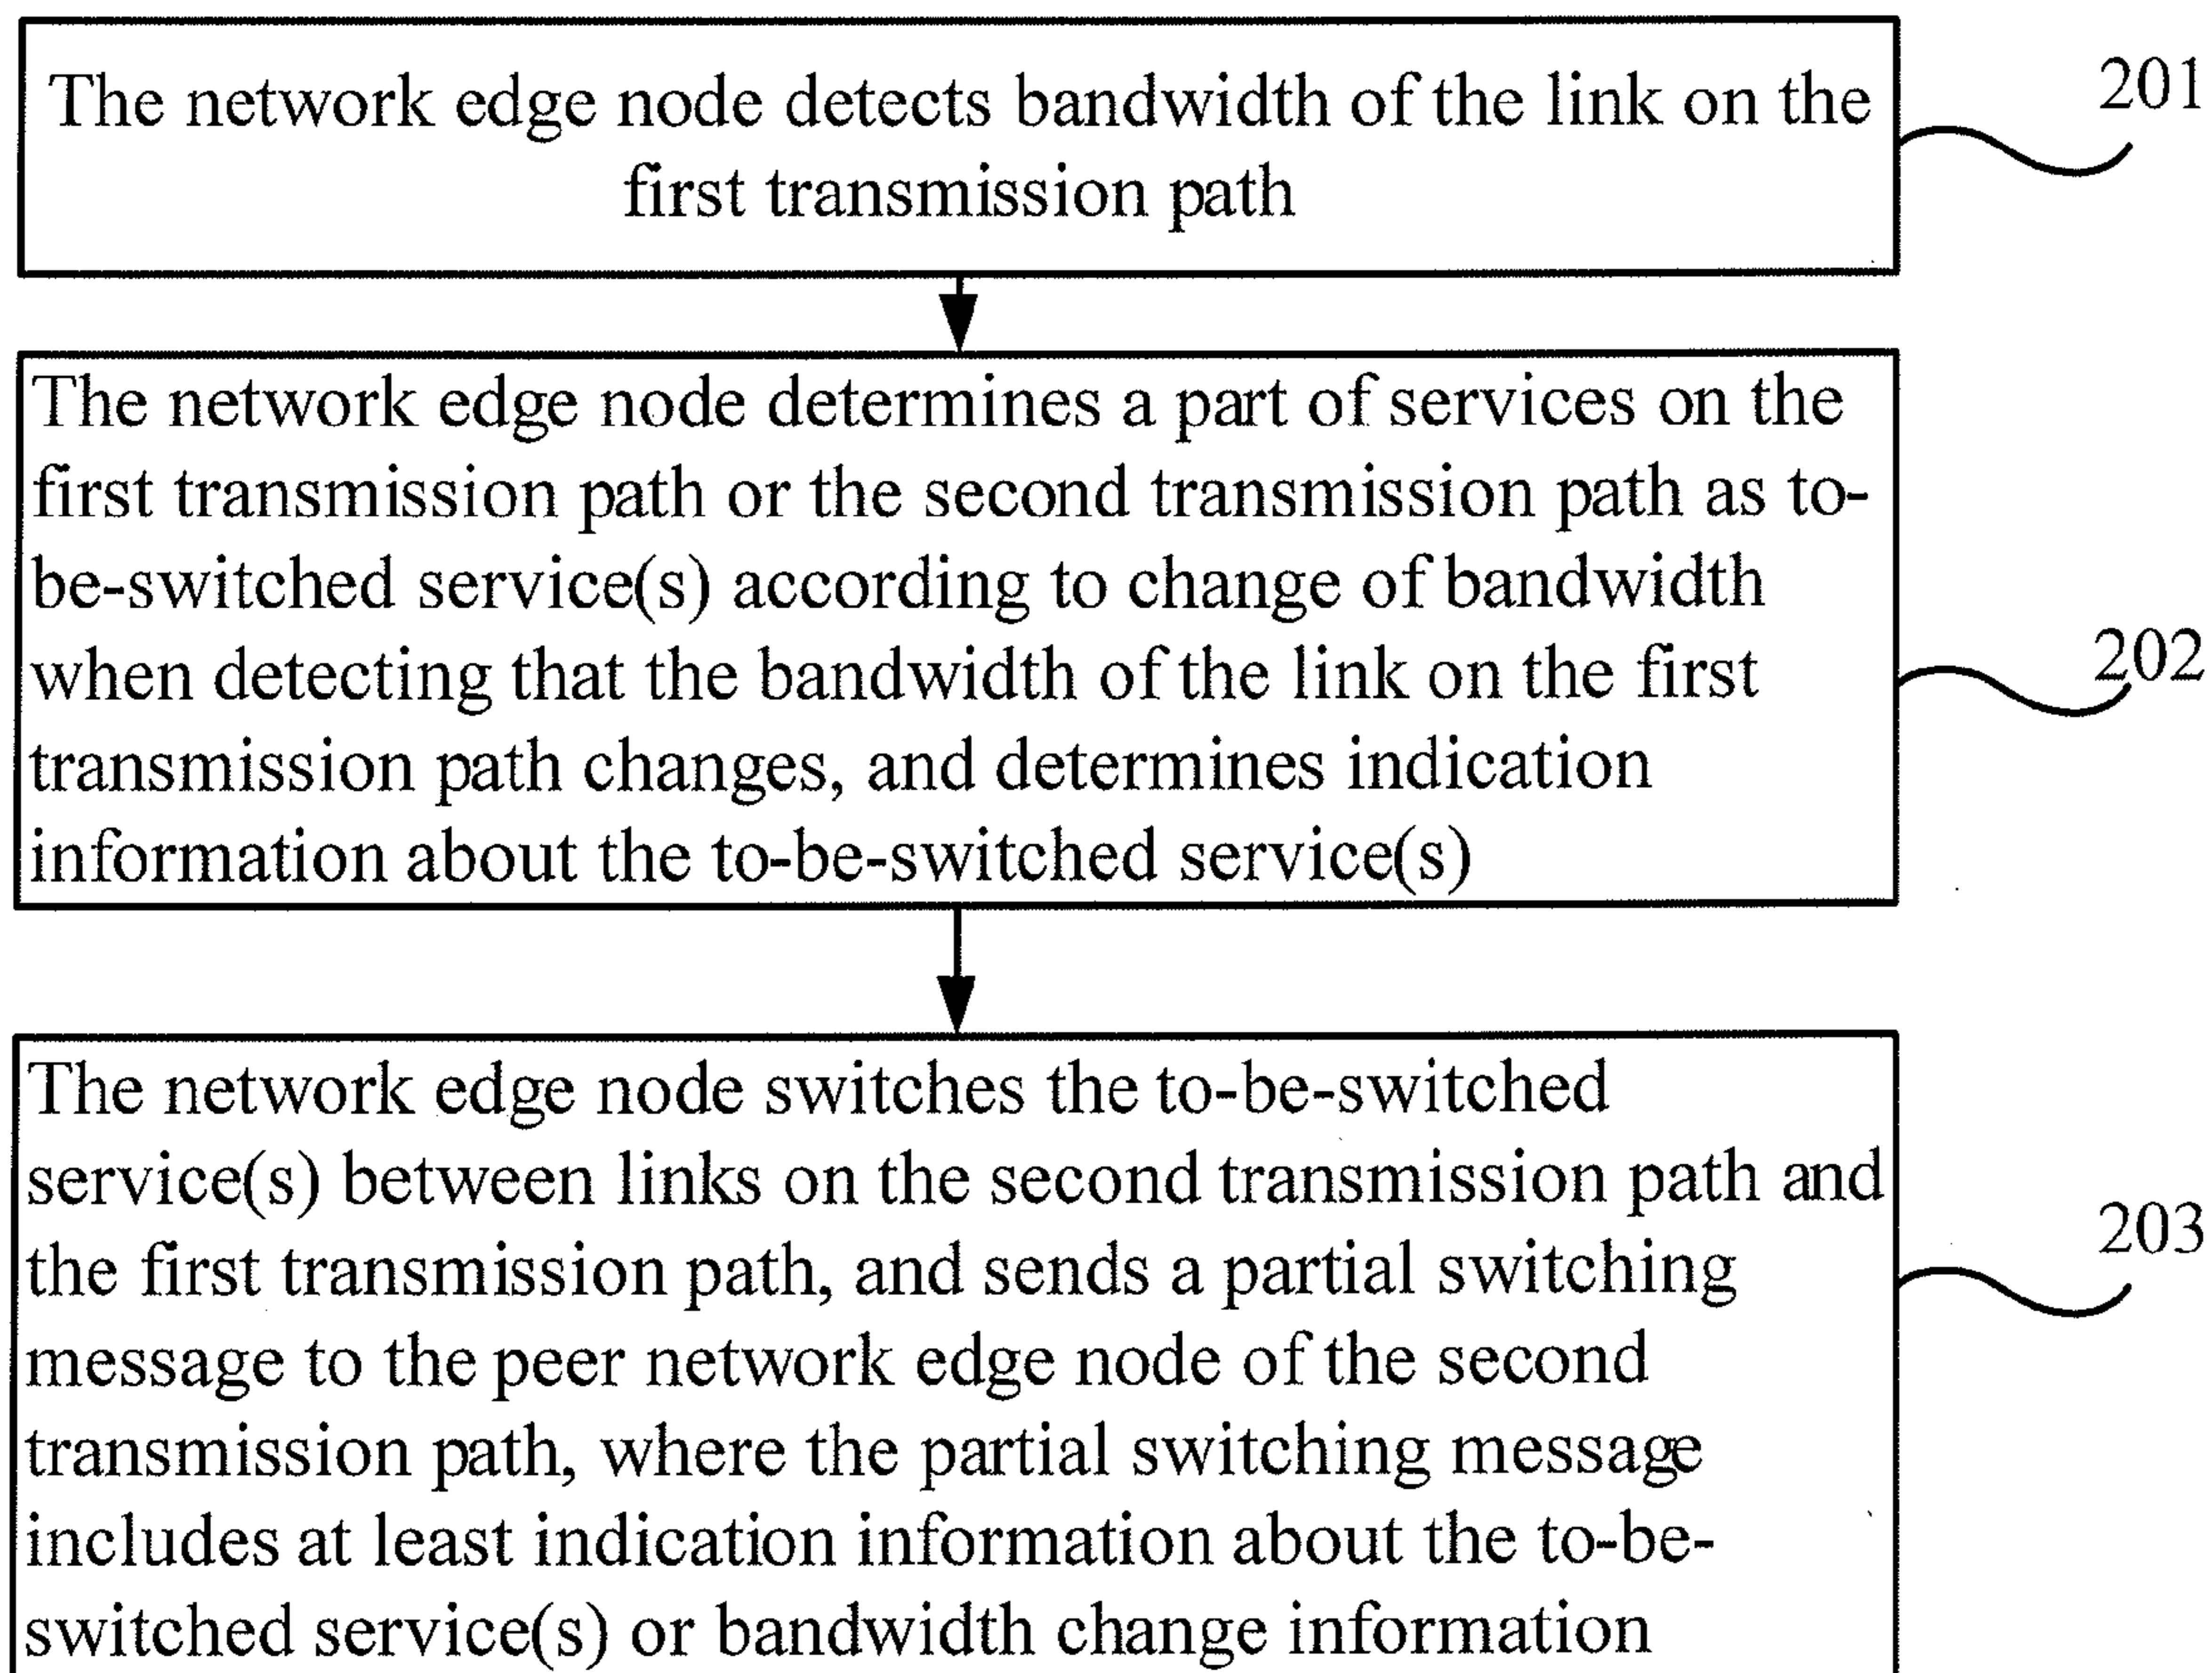 The network edge node detects bandwidth of the link on the
first transmission path
201
The network edge node determines a part of services on the
first transmission path or the second transmission path as to-
be-switched service(s) according to change of bandwidth
when detecting that the bandwidth of the link on the first
transmission path changes, and determines indication
information about the to-be-switched service(s)
202
The network edge node switches the to-be-switched
service(s) between links on the second transmission path and
the first transmission path, and sends a partial switching
message to the peer network edge node of the second
transmission path, where the partial switching message
includes at least indication information about the to-be-
switched service(s) or bandwidth change information
203